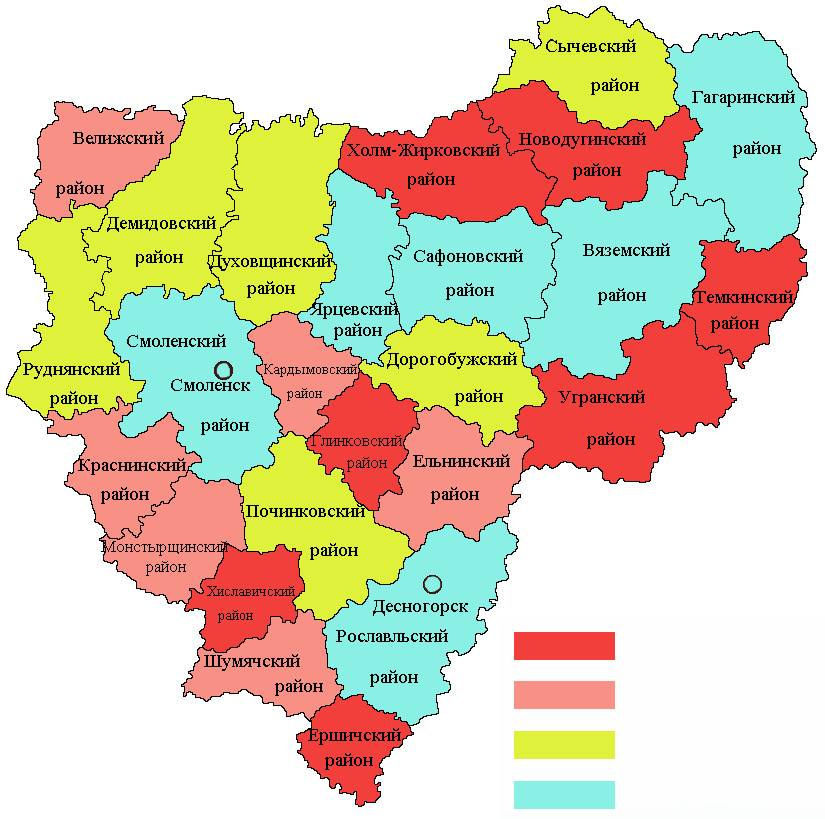 Сычевский
район
Гагаринский
район
Велижский
район
Холм-Жирковский
район
Новодугинский
район
Демидовский
район
Духовщинский
район
Сафоновский
район
Вяземский
район
Темкинский
район
Ярцевский
район
Смоленский
Смоленск
район
Руднянский
район
Кардымовский
район
Дорогобужский
район
Угранский
район
Глинковский
район
Ельнинский
район
Краснинский
район
Починковский
район
Монстырщинский
район
Хиславичский
район
Десногорск
Рославльский
район
Шумячский
район
Ершичский
район